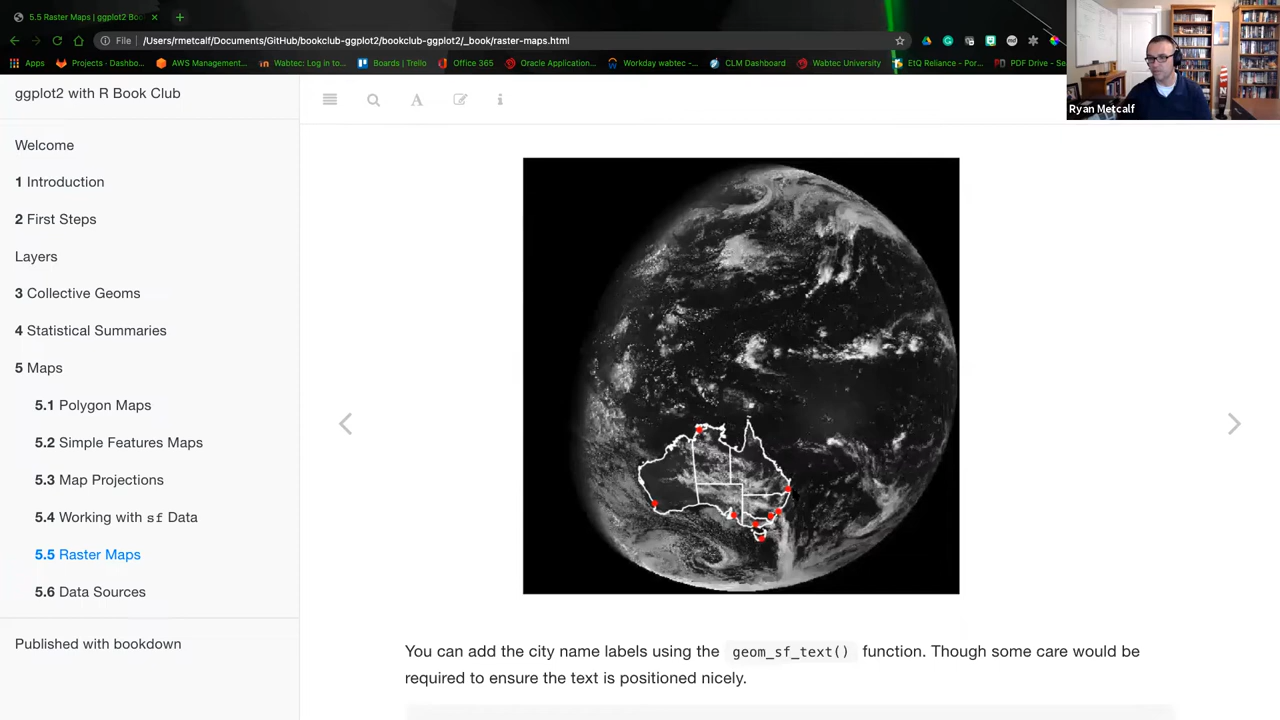 5.5 Raster Maps | ggplot2 Boo
File
/Users/rmetcalf/Documents/GitHub/bookclub-ggplot2/bookclub-ggplot2/_book/raster-maps.html
Apps
Projects - Dashbo...
AWS Management...
Wabtec: Log in to...
Boards | Trello
Office 365
Oracle Application...
Workday wabtec -...
CLM Dashboard
Wabtec University
EtQ Reliance - Por...
PDF Drive - Sea
Ryan Metcalf
ggplot2 with R Book Club
Welcome
1 Introduction
2 First Steps
Layers
3 Collective Geoms
4 Statistical Summaries
5 Maps
5.1 Polygon Maps
5.2 Simple Features Maps
5.3 Map Projections
5.4 Working with sf Data
5.5 Raster Maps
5.6 Data Sources
Published with bookdown
You can add the city name labels using the geom_sf_text() function. Though some care would be
required to ensure the text is positioned nicely.